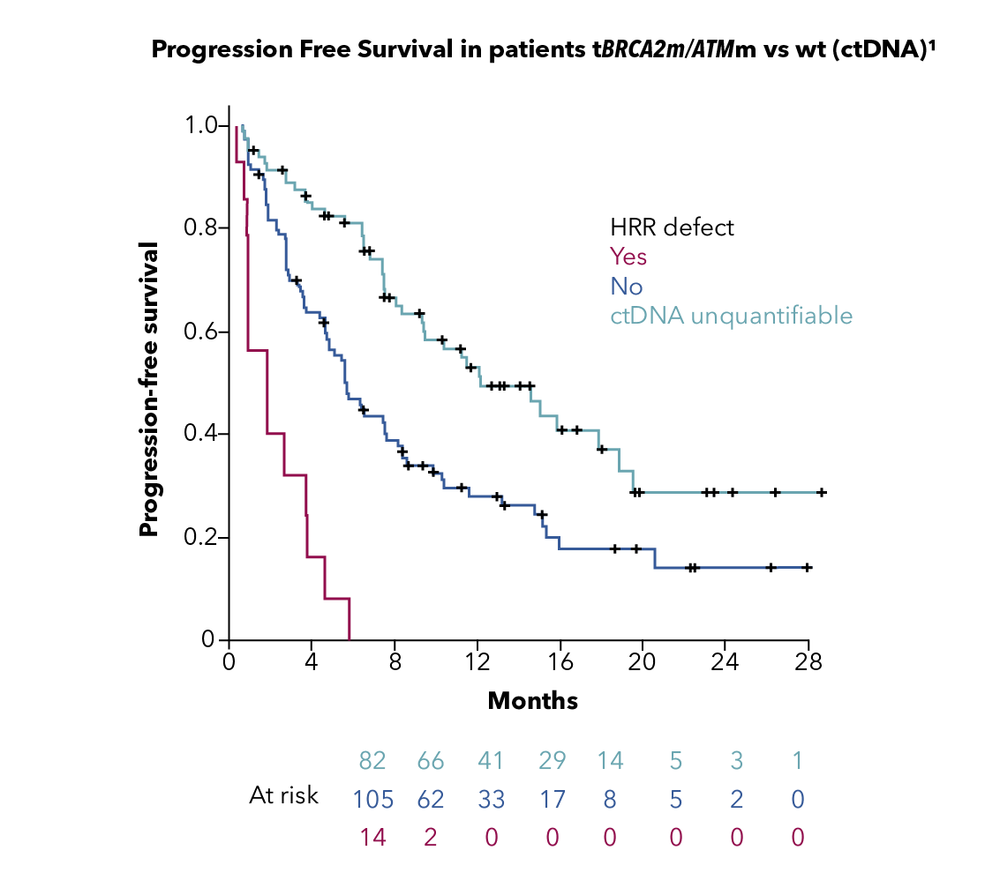 Progression Free Survival in patients tBRCA2m/ATMm vs wt (ctDNA)¹
1.0
0.8
0.6
0.4
0.2
0
Progression-free survival
HRR defect
Yes
No
ctDNA unquantifiable
0 4 8 12 16 20 24 28
Months
82 66 41 29 14 5 3 1
At risk 105 62 33 17 8 5 2 0
14 2 0 0 0 0 0 0